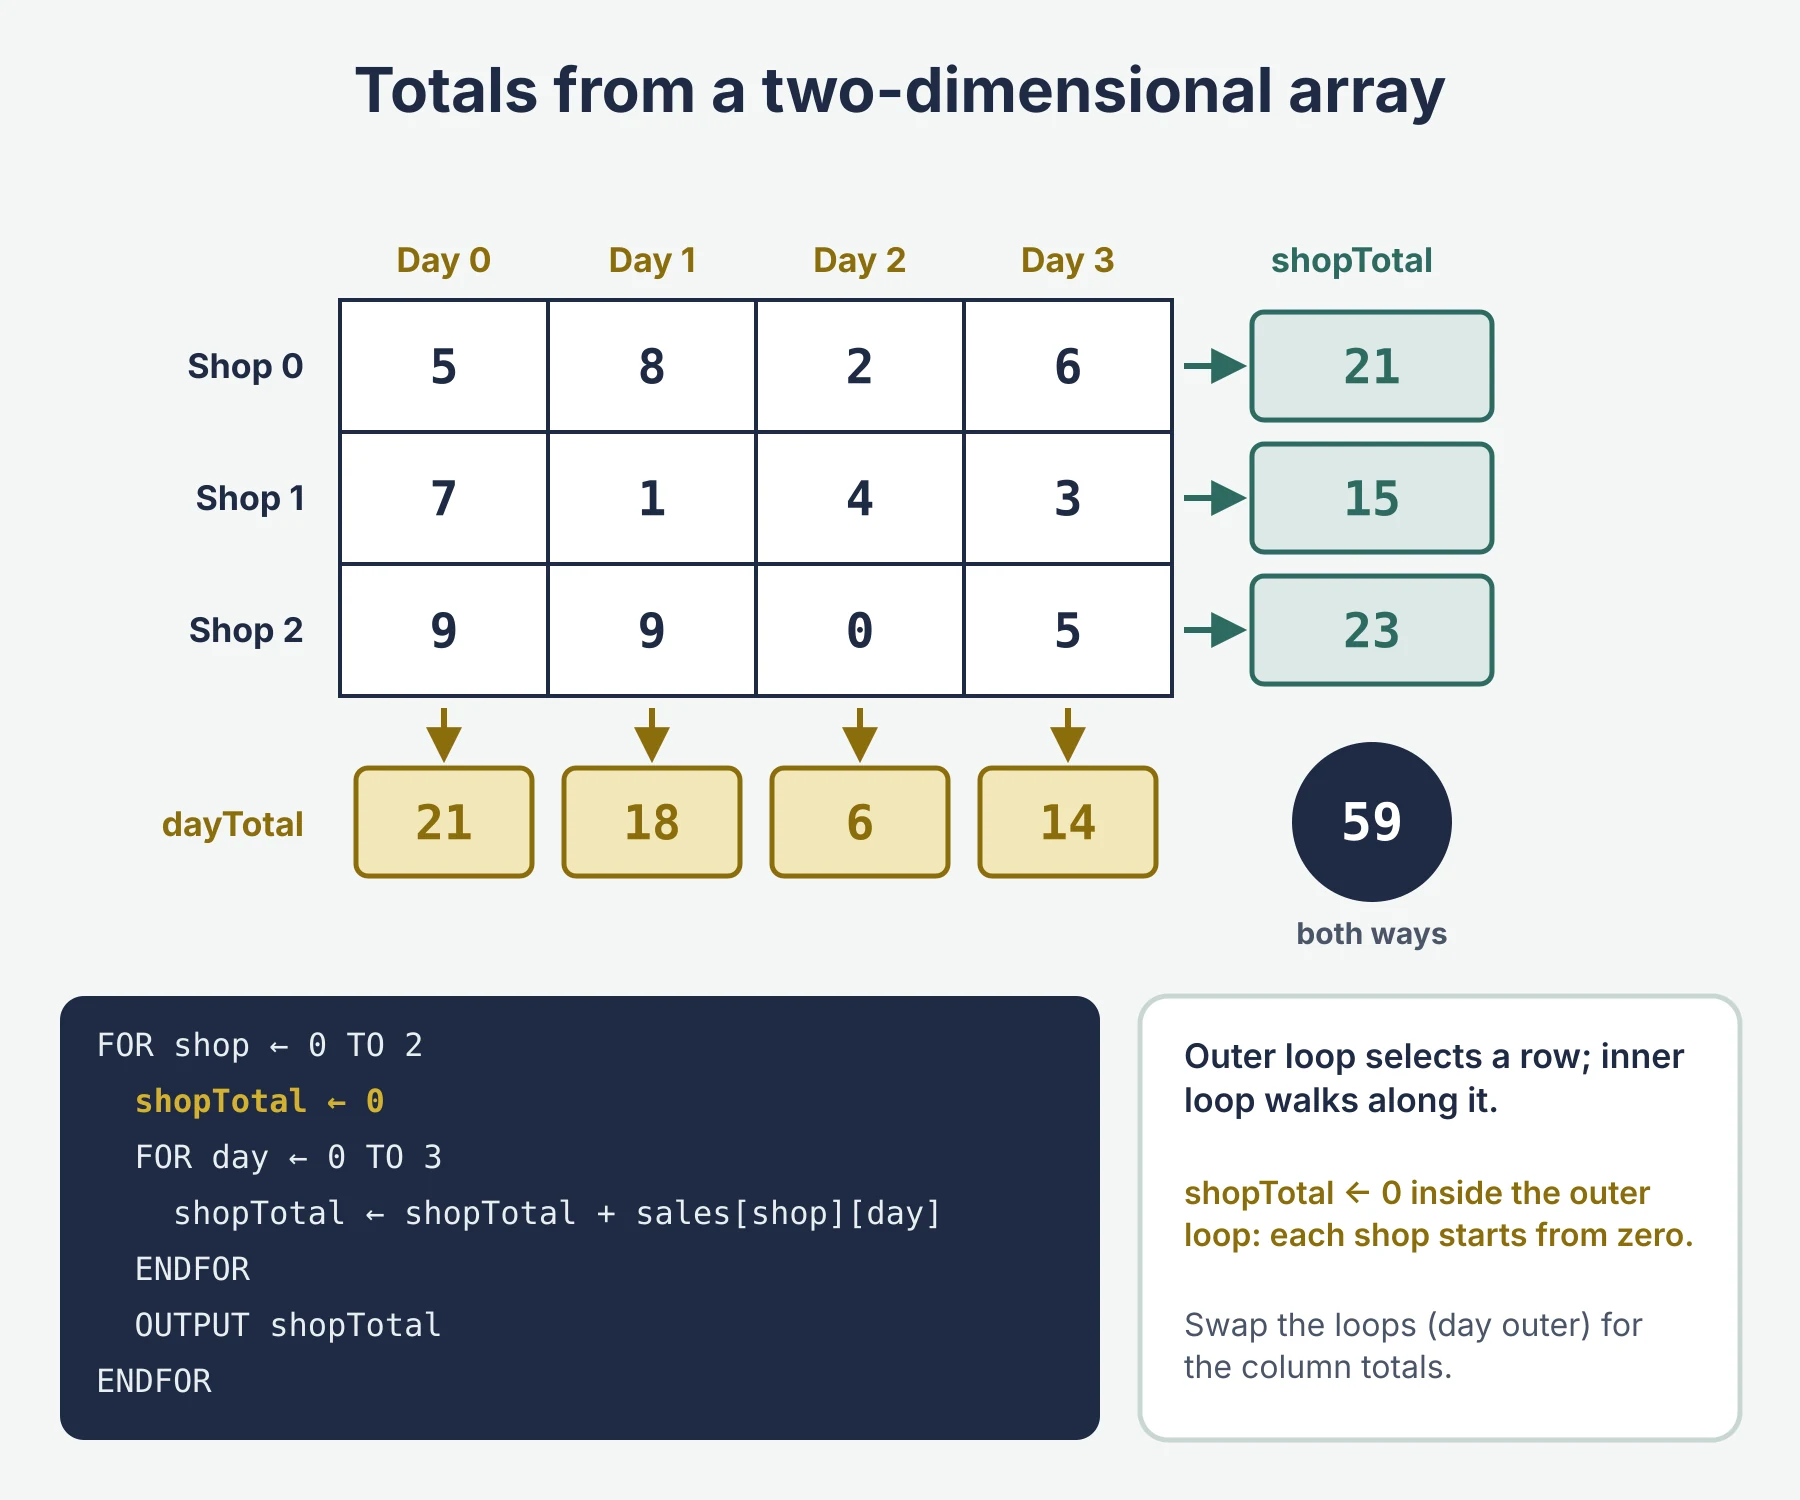 Totals from a two-dimensional array
Day 0 Day 1 Day 2 Day 3 shopTotal
Shop 0 5 8 2 6 21
Shop 1 7 1 4 3 15
Shop 2 9 9 0 5 23
dayTotal 21 18 6 14 59
both ways
FOR shop ← 0 TO 2
shopTotal ← 0
FOR day ← 0 TO 3
shopTotal ← shopTotal + sales[shop][day]
ENDFOR
OUTPUT shopTotal
ENDFOR
Outer loop selects a row; inner
loop walks along it.
shopTotal ← 0 inside the outer
loop: each shop starts from zero.
Swap the loops (day outer) for
the column totals.